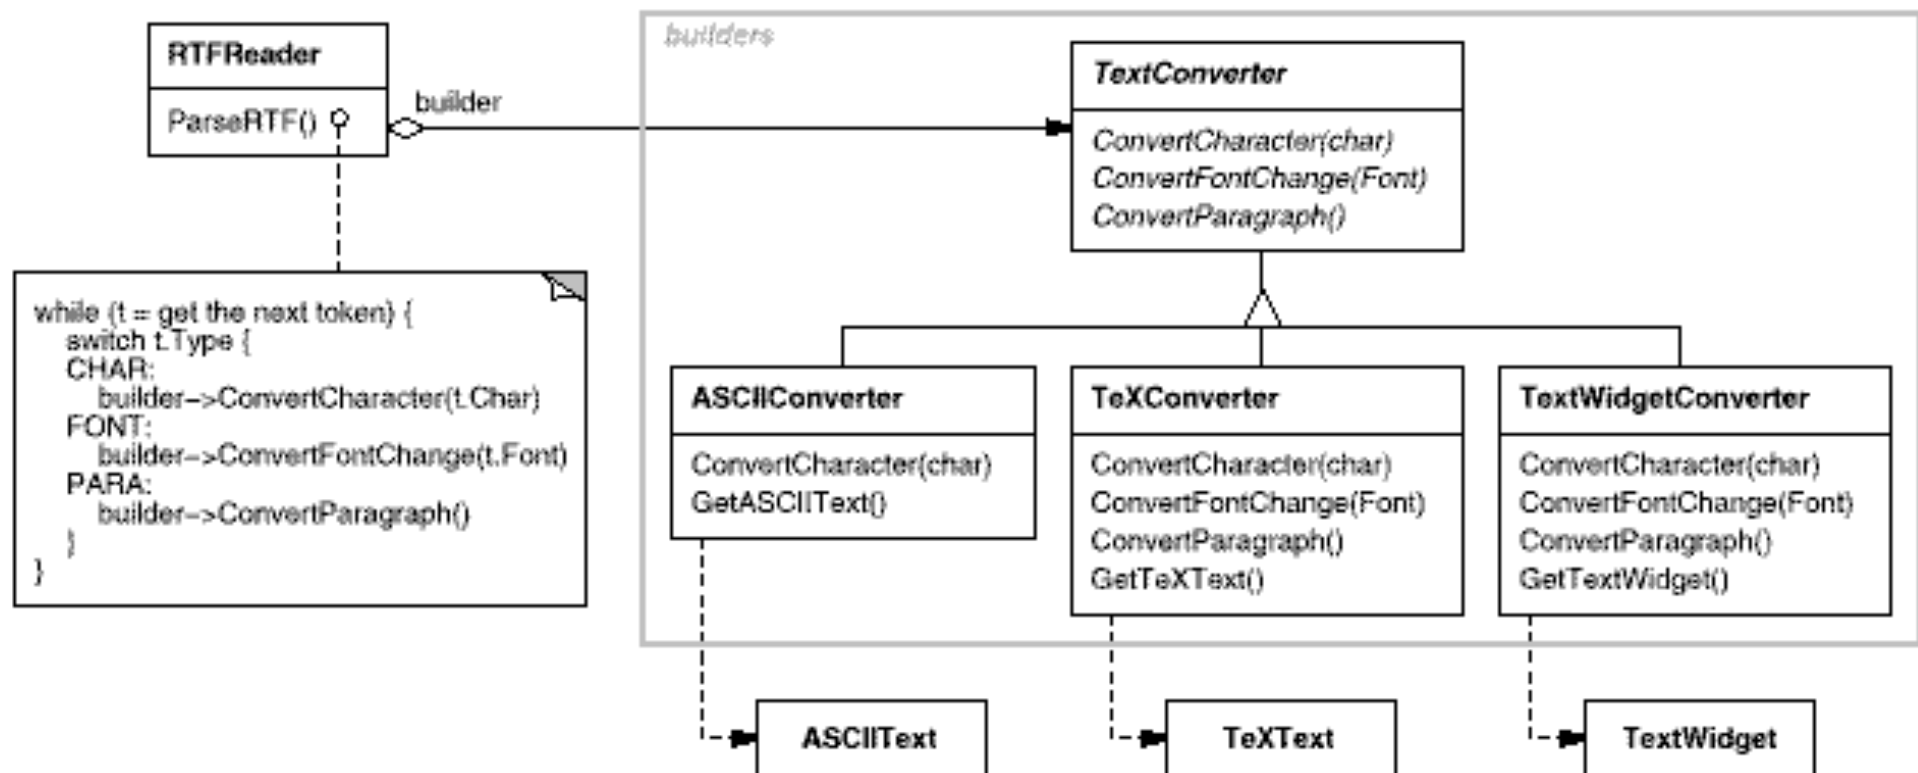 RTFReader
ParseRTF()
builder
while (t = get the next token) {
switch t.Type {
CHAR:
builder->ConvertCharacter(t.Char)
FONT:
builder->ConvertFontChange(t.Font)
PARA:
builder->ConvertParagraph()
}
}
builders
TextConverter
ConvertCharacter(char)
ConvertFontChange(Font)
ConvertParagraph()
ASCIIConverter
ConvertCharacter(char)
GetASCIIText()
TeXConverter
ConvertCharacter(char)
ConvertFontChange(Font)
ConvertParagraph()
GetTeXText()
TextWidgetConverter
ConvertCharacter(char)
ConvertFontChange(Font)
ConvertParagraph()
GetTextWidget()
ASCIIText
TeXText
TextWidget